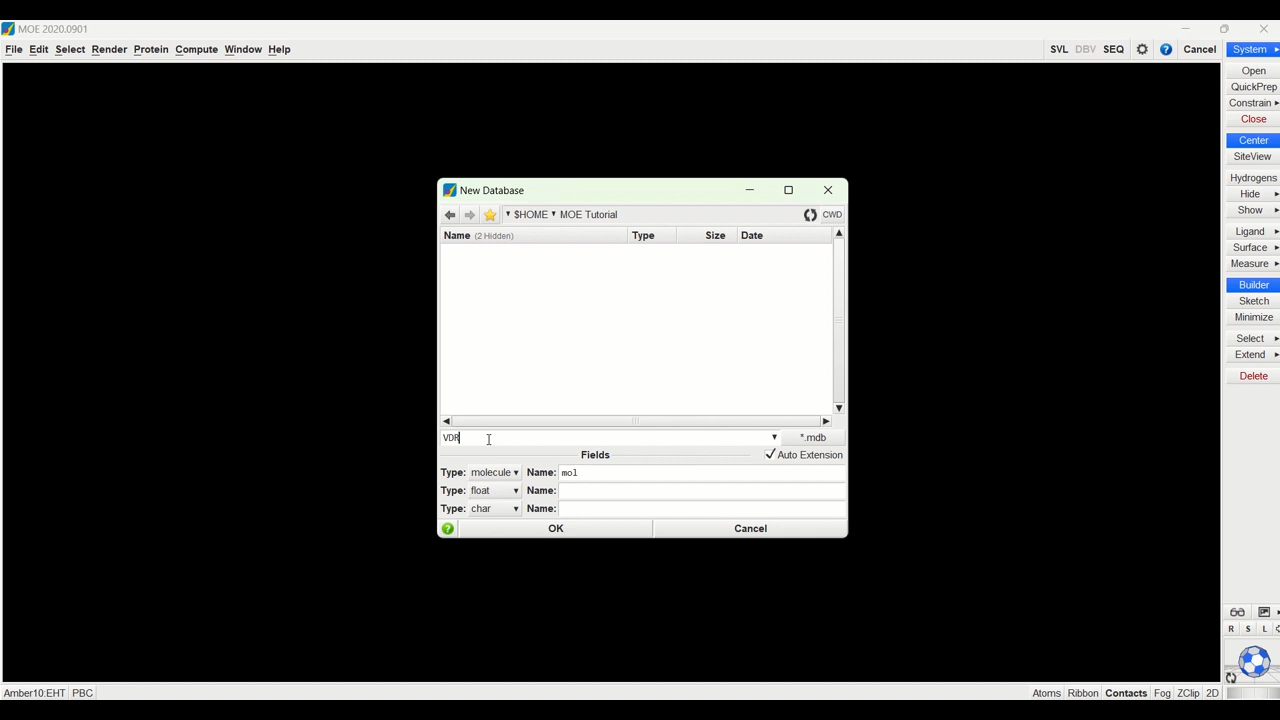 MOE 2020.0901
File Edit Select Render Protein Compute Window Help
SVL DBV SEQ Cancel
System
Open
QuickPrep
Constrain
Close
Center
SiteView
Hydrogens
Hide
Show
Ligand
Surface
Measure
Builder
Sketch
Minimize
Select
Extend
Delete
New Database
$HOME MOE Tutorial CWD
Name (2 Hidden) Type Size Date
VDR *.mdb
Fields Auto Extension
Type: molecule Name: mol
Type: float Name:
Type: char Name:
OK Cancel
R S L
Amber10:EHT PBC
Atoms Ribbon Contacts Fog ZClip 2D